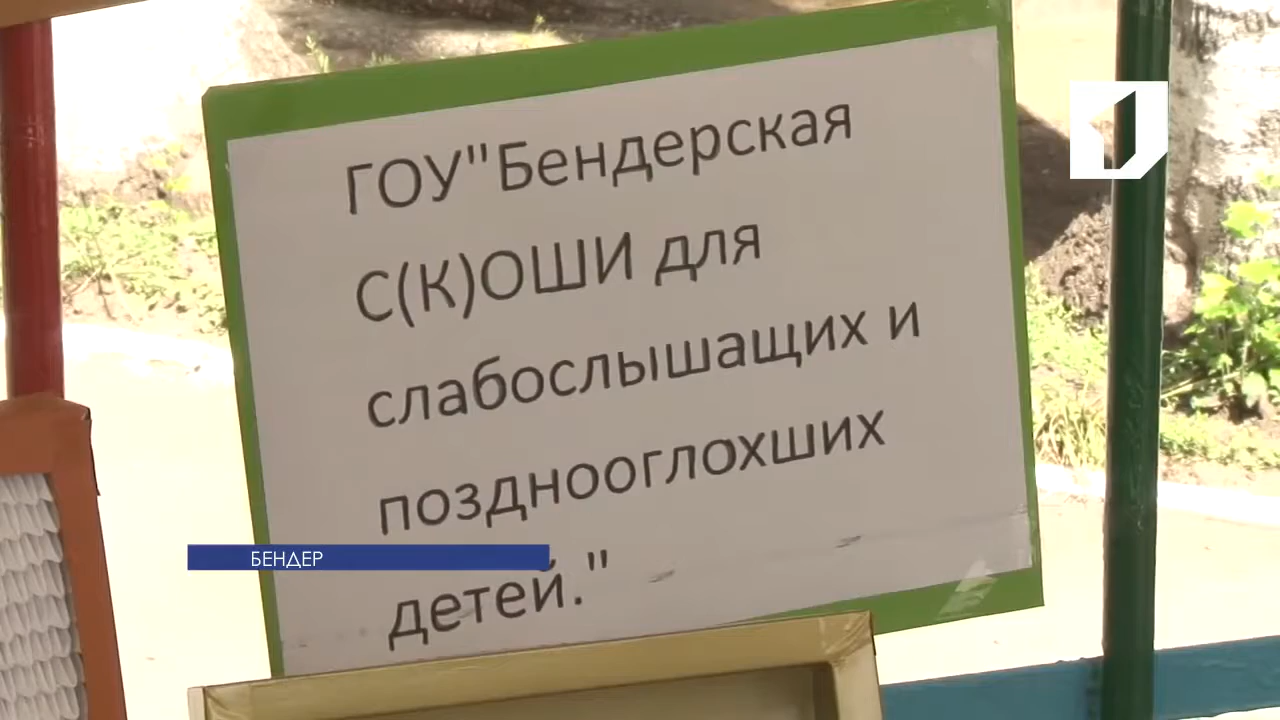 ГОУ"Бендерская
С(К)ОШИ для
слабослышащих и
позднооглохших
детей."
БЕНДЕР